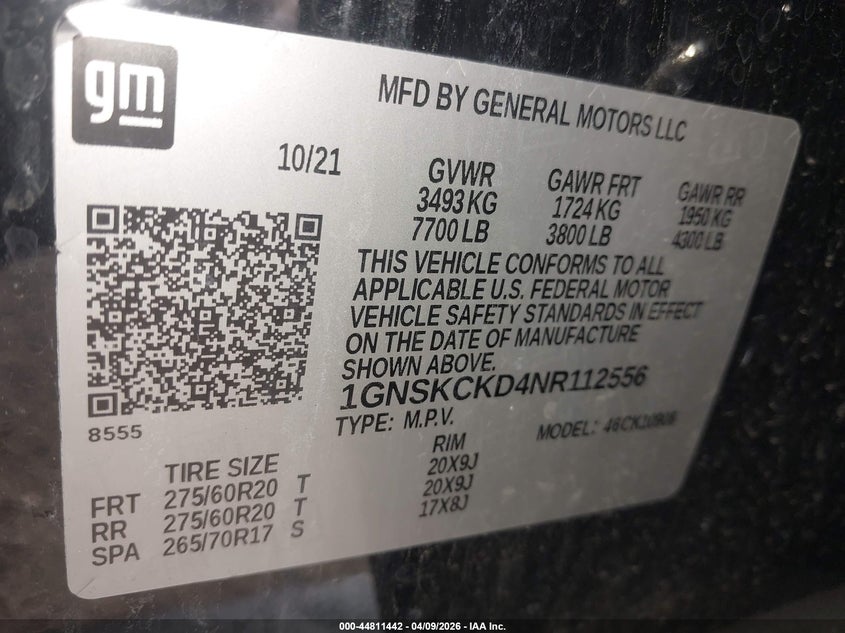 gm
MFD BY GENERAL MOTORS LLC
10/21
GVWR GAWR FRT GAWR RR
3493 KG 1724 KG 1950 KG
7700 LB 3800 LB 4300 LB
THIS VEHICLE CONFORMS TO ALL
APPLICABLE U.S. FEDERAL MOTOR
VEHICLE SAFETY STANDARDS IN EFFECT
ON THE DATE OF MANUFACTURE
SHOWN ABOVE.
1GNSKCKD4NR112556
8555
TYPE: M.P.V. MODEL:
TIRE SIZE RIM
FRT 275/60R20 T 20X9J
RR 275/60R20 T 20X9J
SPA 265/70R17 S 17X8J
000-44811442 - 04/09/2026 - IAA Inc.